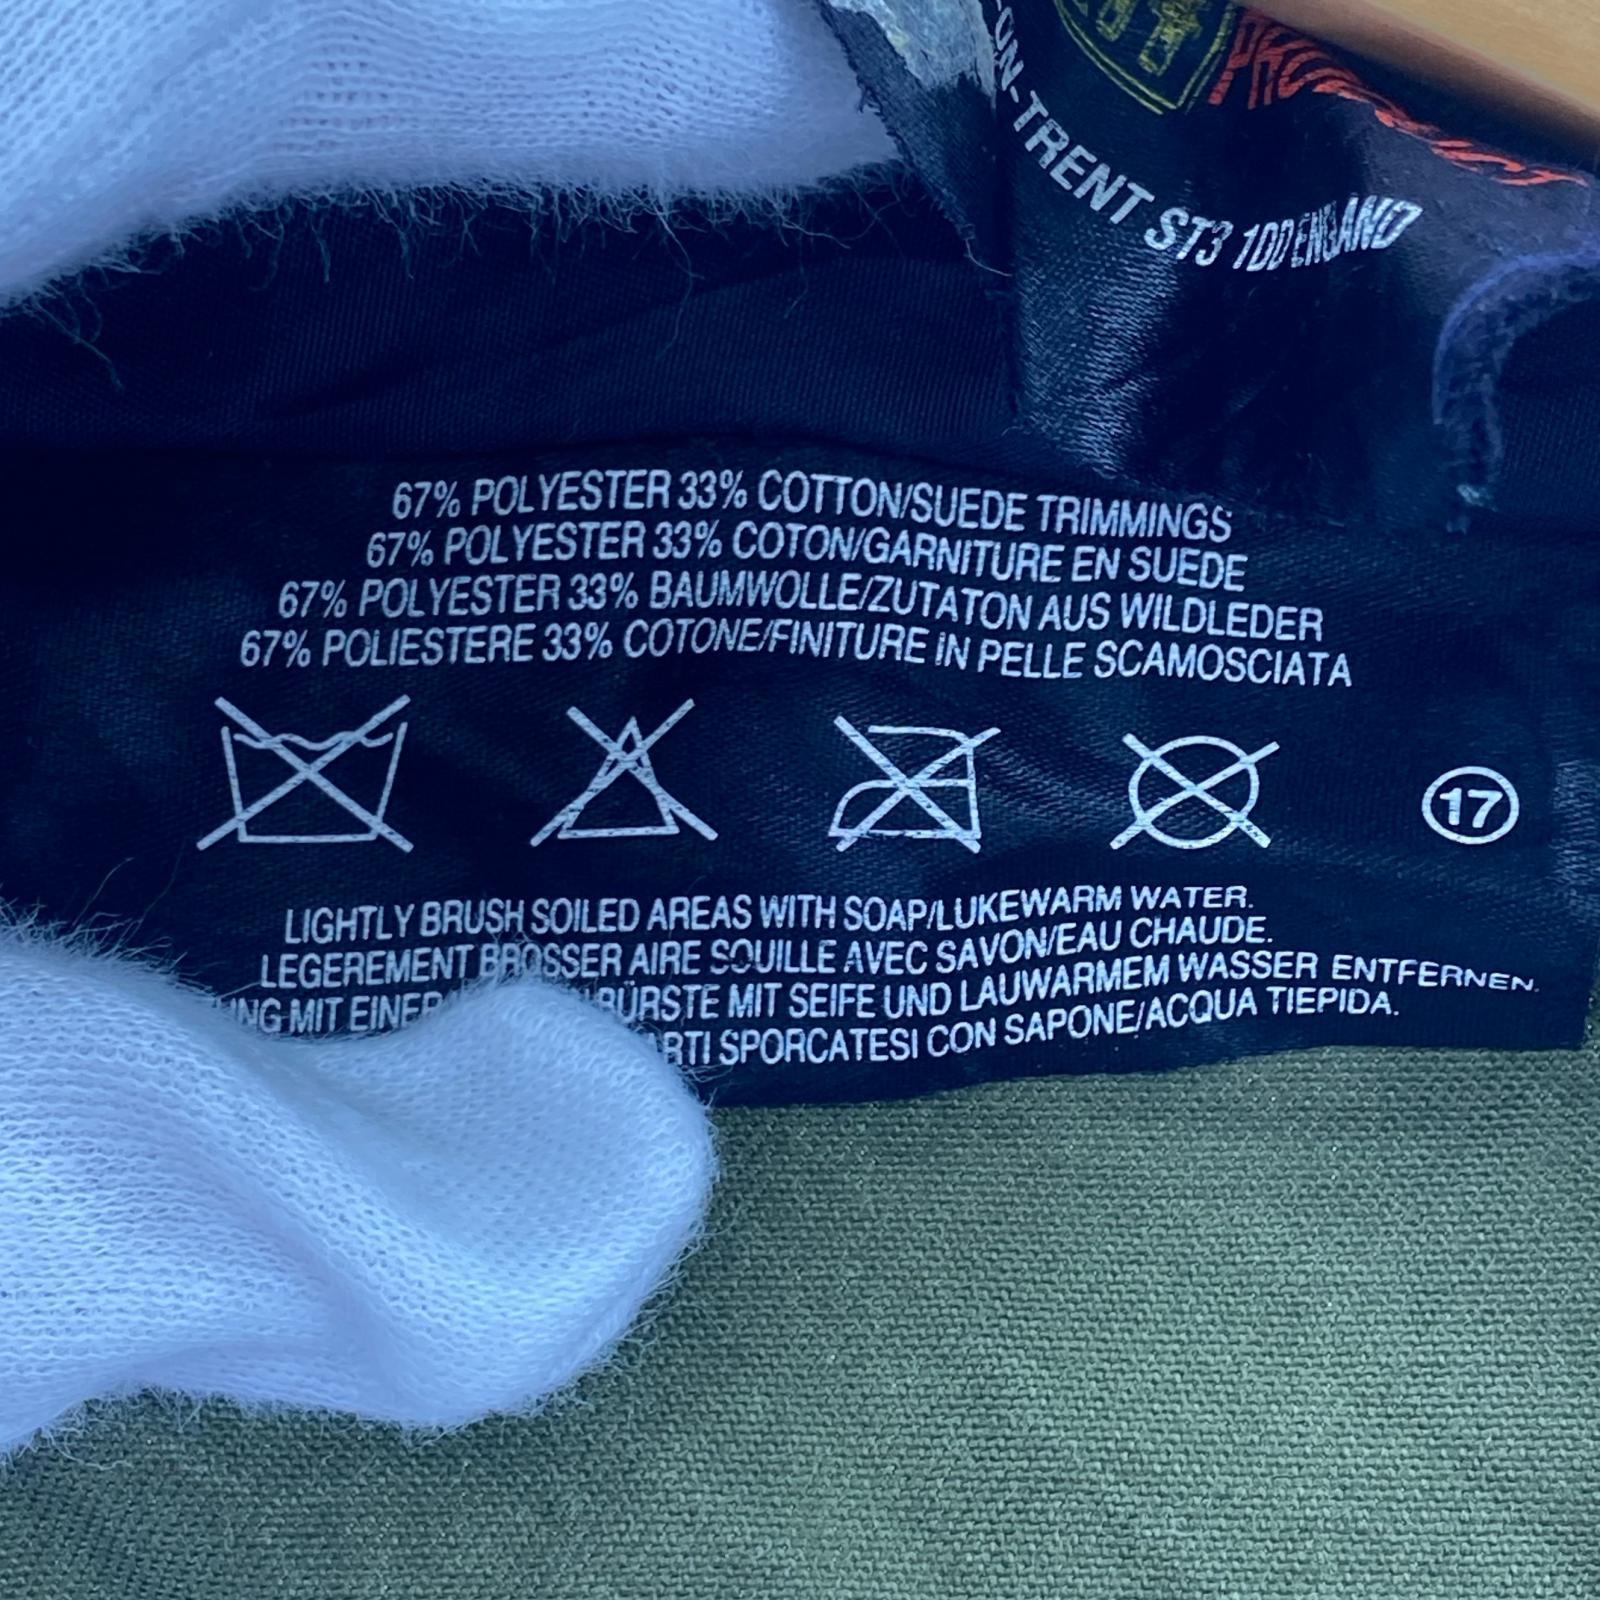 -ON-TRENT ST3 1DD ENGLAND
67% POLYESTER 33% COTTON/SUEDE TRIMMINGS
67% POLYESTER 33% COTON/GARNITURE EN SUEDE
67% POLYESTER 33% BAUMWOLLE/ZUTATON AUS WILDLEDER
67% POLIESTERE 33% COTONE/FINITURE IN PELLE SCAMOSCIATA
17
LIGHTLY BRUSH SOILED AREAS WITH SOAP/LUKEWARM WATER.
LEGEREMENT BROSSER AIRE SOUILLE AVEC SAVON/EAU CHAUDE.
MIT EINER BÜRSTE MIT SEIFE UND LAUWARMEM WASSER ENTFERNEN.
SPORCATESI CON SAPONE/ACQUA TIEPIDA.